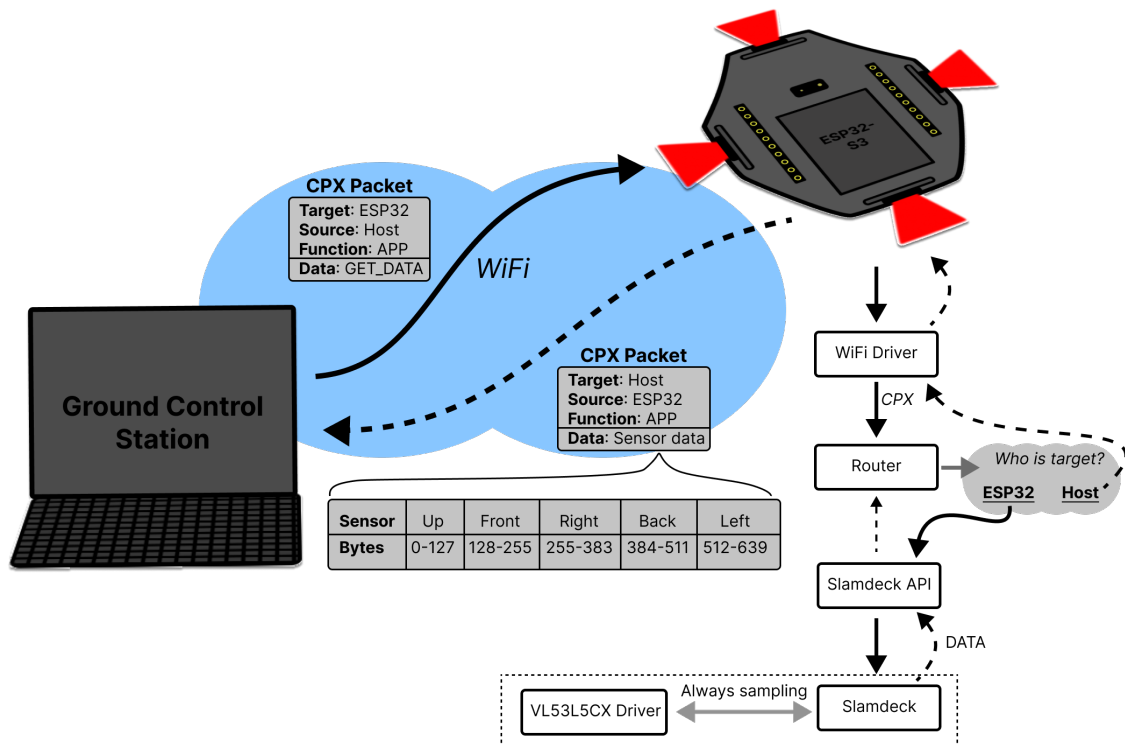 ESP32-
S3
CPX Packet
Target: ESP32
Source: Host
Function: APP
Data: GET_DATA
WiFi
Ground Control
Station
CPX Packet
Target: Host
Source: ESP32
Function: APP
Data: Sensor data
Sensor Up Front Right Back Left
Bytes 0-127 128-255 255-383 384-511 512-639
WiFi Driver
CPX
Router
Who is target?
ESP32 Host
Slamdeck API
DATA
Always sampling
VL53L5CX Driver
Slamdeck